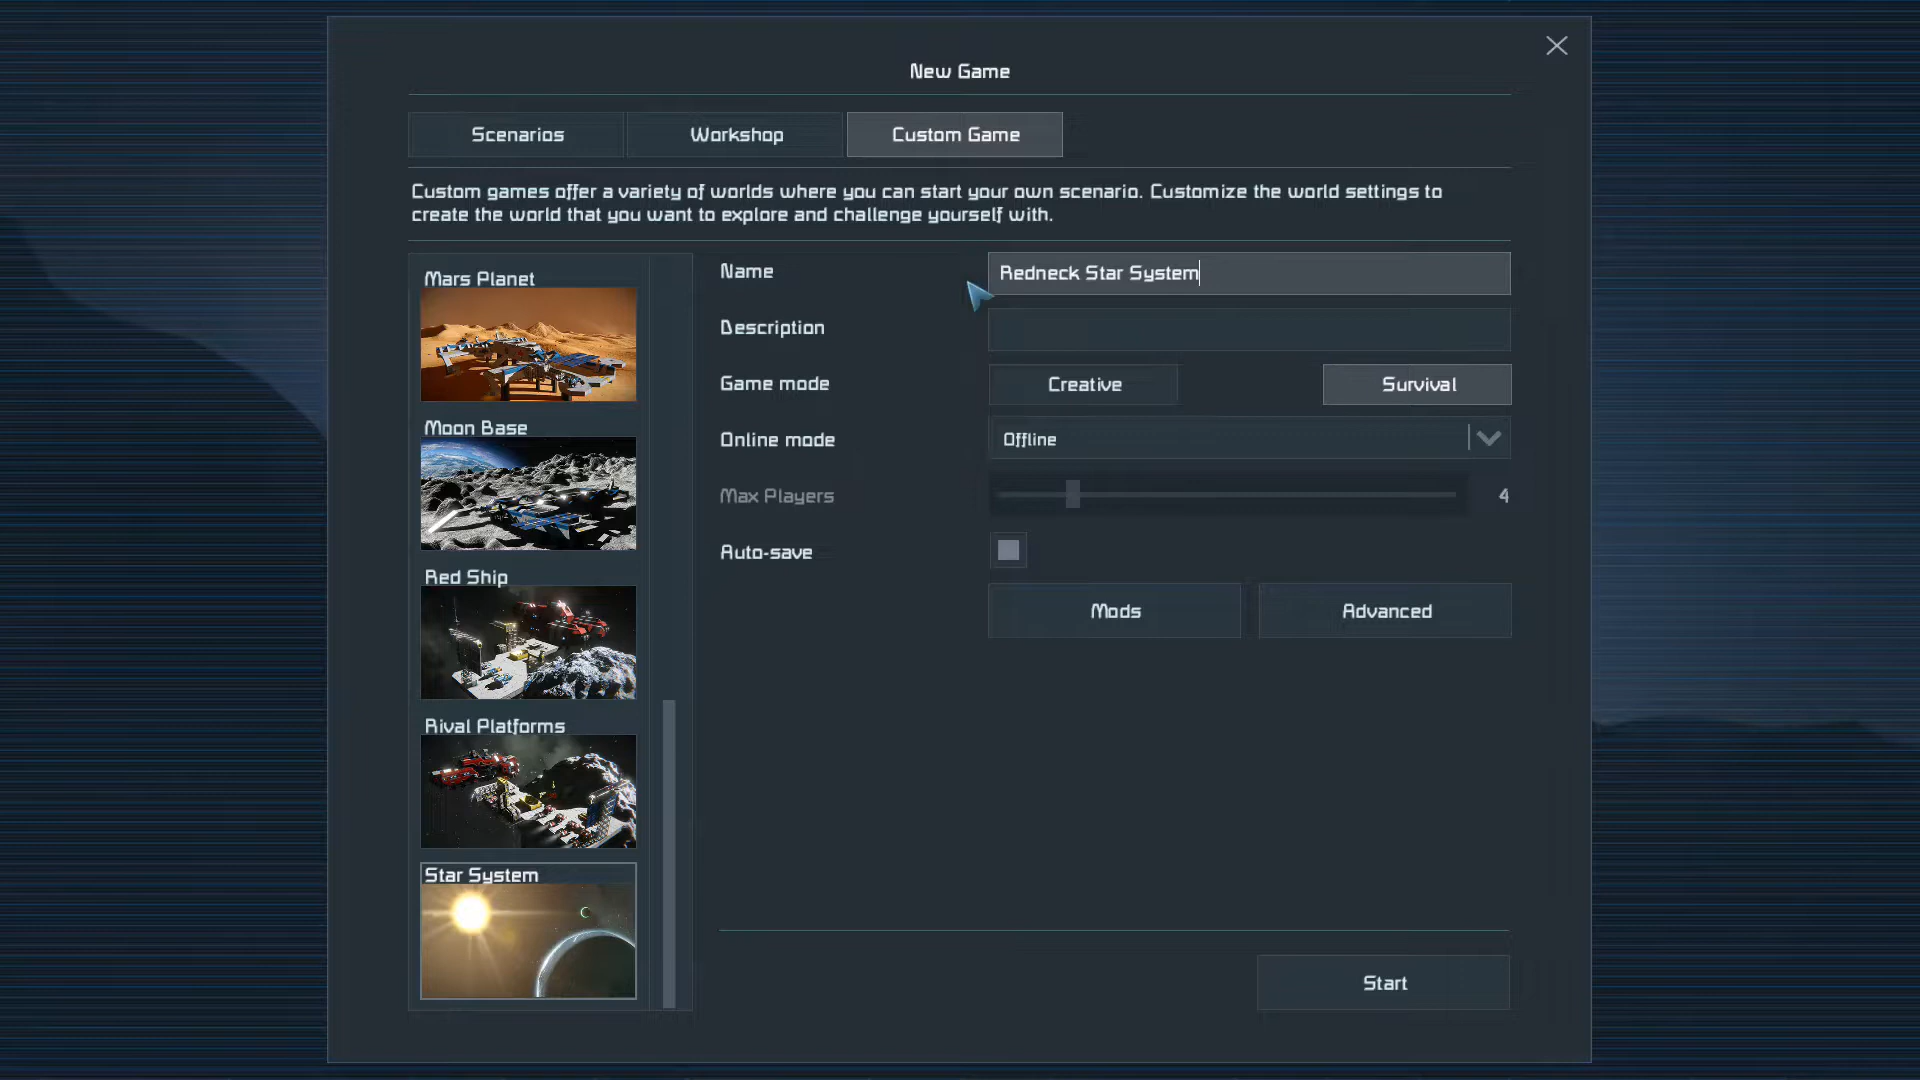 New Game
Scenarios
Workshop
Custom Game
Custom games offer a variety of worlds where you can start your own scenario. Customize the world settings to
create the world that you want to explore and challenge yourself with.
Mars Planet
Moon Base
Red Ship
Rival Platforms
Star System
Name
Redneck Star System
Description
Game mode
Creative
Survival
Online mode
Offline
Max Players
4
Auto-save
Mods
Advanced
Start